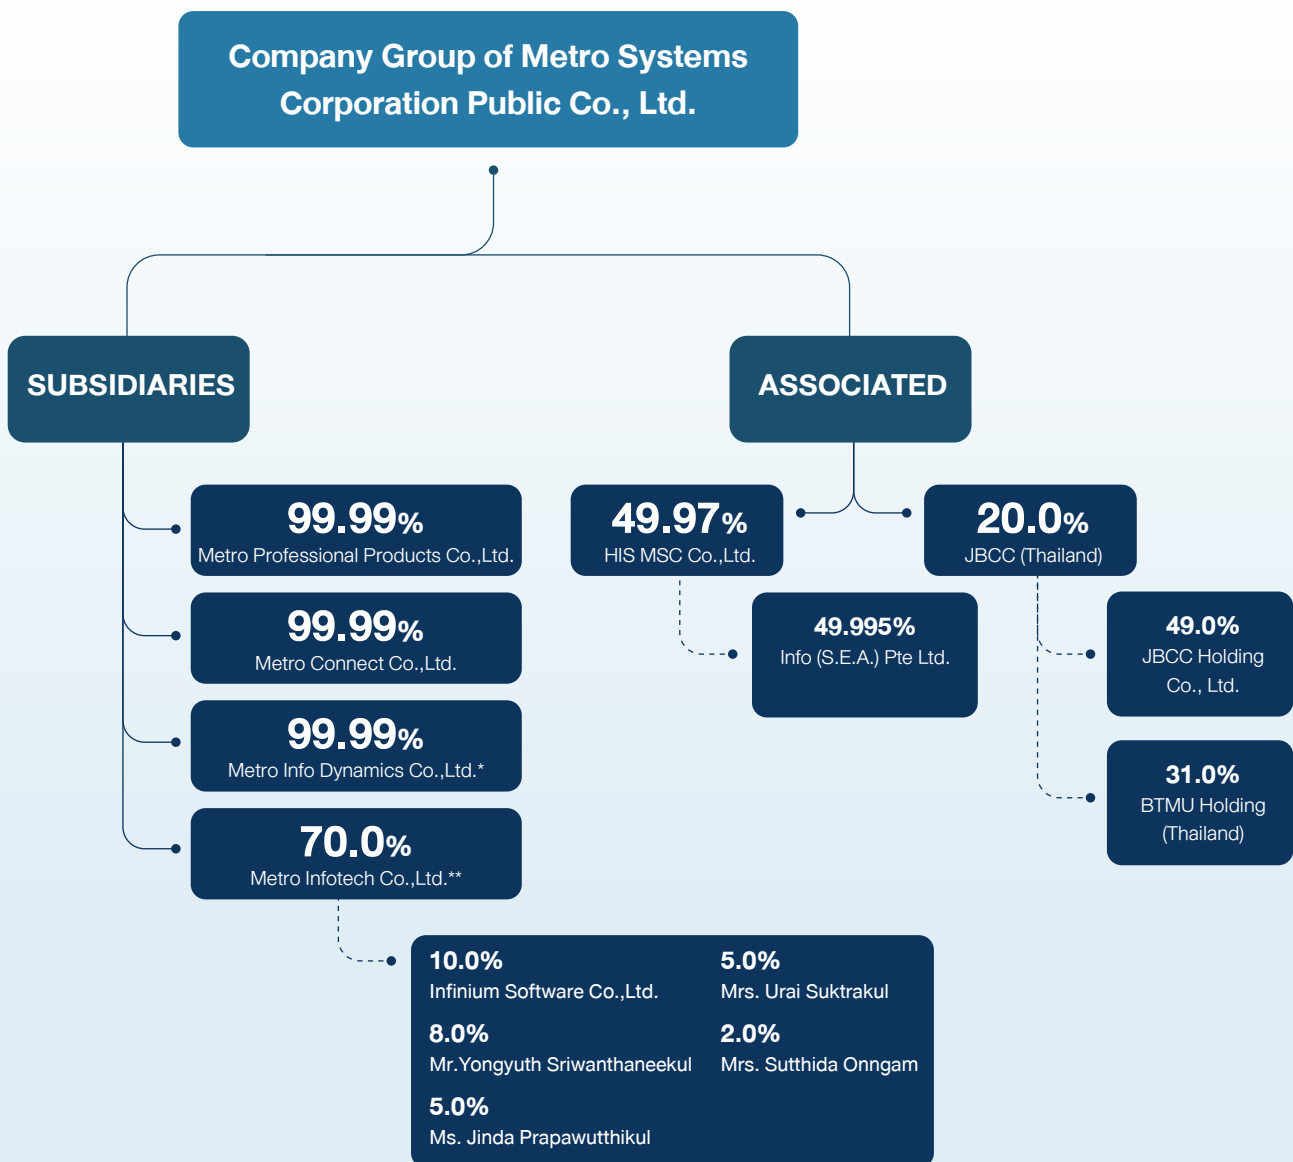 Company Group of Metro Systems
Corporation Public Co., Ltd.
SUBSIDIARIES
99.99%
Metro Professional Products Co.,Ltd.
99.99%
Metro Connect Co.,Ltd.
99.99%
Metro Info Dynamics Co.,Ltd.*
70.0%
Metro Infotech Co.,Ltd.**
10.0%
Infinium Software Co.,Ltd.
8.0%
Mr.Yongyuth Sriwanthaneekul
5.0%
Ms. Jinda Prapawutthikul
5.0%
Mrs. Urai Suktrakul
2.0%
Mrs. Sutthida Onngam
ASSOCIATED
49.97%
HIS MSC Co.,Ltd.
49.995%
Info (S.E.A.) Pte Ltd.
20.0%
JBCC (Thailand)
49.0%
JBCC Holding
Co., Ltd.
31.0%
BTMU Holding
(Thailand)